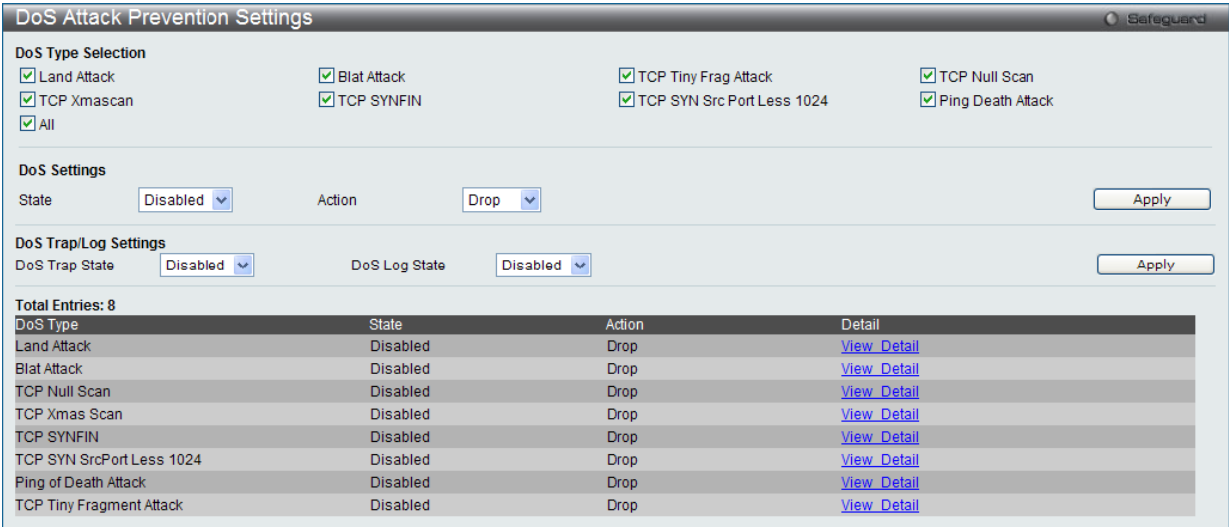 DoS Attack Prevention Settings Safeguard
DoS Type Selection
Land Attack Blat Attack TCP Tiny Frag Attack TCP Null Scan
TCP Xmascan TCP SYNFIN TCP SYN Src Port Less 1024 Ping Death Attack
All
DoS Settings
State Disabled Action Drop Apply
DoS Trap/Log Settings
DoS Trap State Disabled DoS Log State Disabled Apply
Total Entries: 8
DoS Type State Action Detail
Land Attack Disabled Drop View Detail
Blat Attack Disabled Drop View Detail
TCP Null Scan Disabled Drop View Detail
TCP Xmas Scan Disabled Drop View Detail
TCP SYNFIN Disabled Drop View Detail
TCP SYN SrcPort Less 1024 Disabled Drop View Detail
Ping of Death Attack Disabled Drop View Detail
TCP Tiny Fragment Attack Disabled Drop View Detail